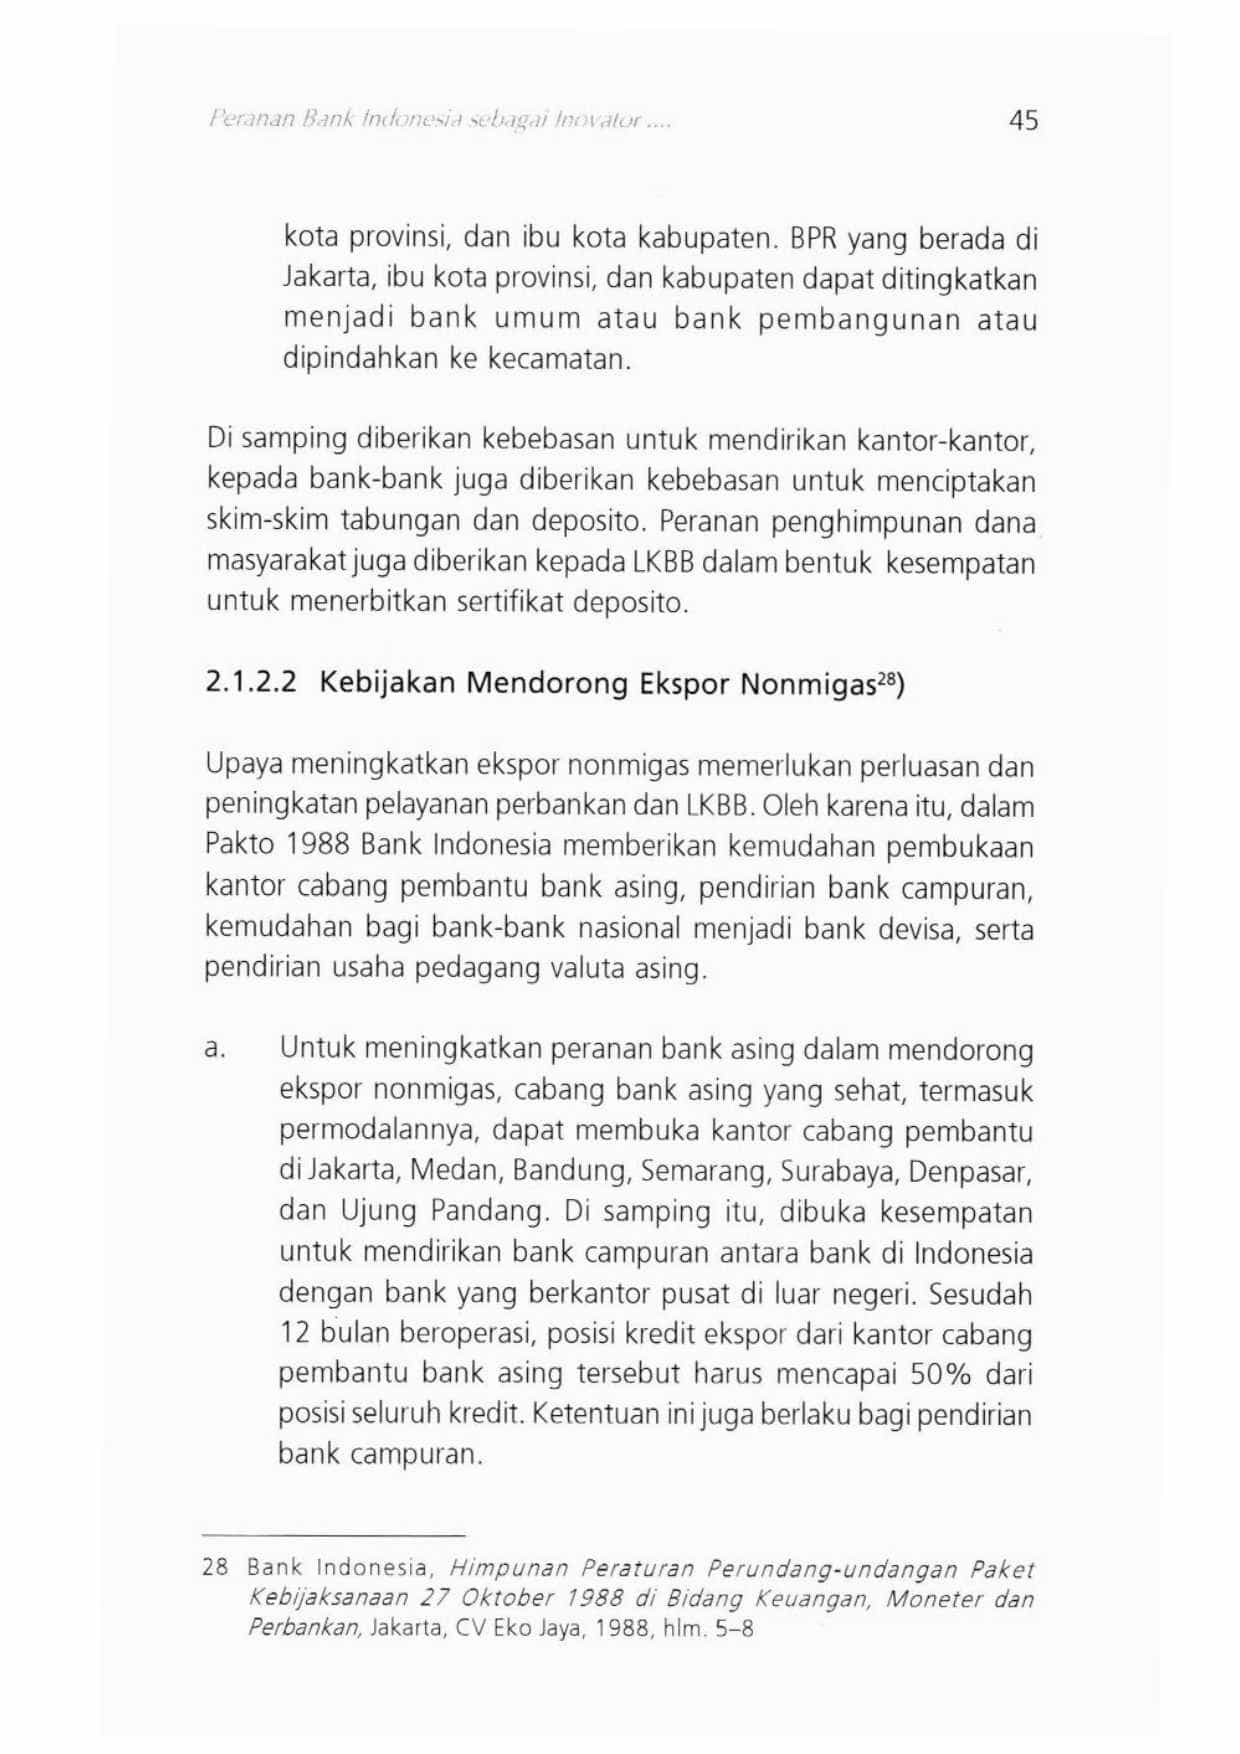 Peranan Bank Indonesia sebagai Inovator ....
45
kota provinsi, dan ibu kota kabupaten. BPR yang berada di
Jakarta, ibu kota provinsi, dan kabupaten dapat ditingkatkan
menjadi bank umum atau bank pembangunan atau
dipindahkan ke kecamatan.
Di samping diberikan kebebasan untuk mendirikan kantor-kantor,
kepada bank-bank juga diberikan kebebasan untuk menciptakan
skim-skim tabungan dan deposito. Peranan penghimpunan dana
masyarakat juga diberikan kepada LKBB dalam bentuk kesempatan
untuk menerbitkan sertifikat deposito.
2.1.2.2 Kebijakan Mendorong Ekspor Nonmigas²⁸)
Upaya meningkatkan ekspor nonmigas memerlukan perluasan dan
peningkatan pelayanan perbankan dan LKBB. Oleh karena itu, dalam
Pakto 1988 Bank Indonesia memberikan kemudahan pembukaan
kantor cabang pembantu bank asing, pendirian bank campuran,
kemudahan bagi bank-bank nasional menjadi bank devisa, serta
pendirian usaha pedagang valuta asing.
a. Untuk meningkatkan peranan bank asing dalam mendorong
ekspor nonmigas, cabang bank asing yang sehat, termasuk
permodalannya, dapat membuka kantor cabang pembantu
di Jakarta, Medan, Bandung, Semarang, Surabaya, Denpasar,
dan Ujung Pandang. Di samping itu, dibuka kesempatan
untuk mendirikan bank campuran antara bank di Indonesia
dengan bank yang berkantor pusat di luar negeri. Sesudah
12 bulan beroperasi, posisi kredit ekspor dari kantor cabang
pembantu bank asing tersebut harus mencapai 50% dari
posisi seluruh kredit. Ketentuan ini juga berlaku bagi pendirian
bank campuran.
28 Bank Indonesia, Himpunan Peraturan Perundang-undangan Paket
Kebijaksanaan 27 Oktober 1988 di Bidang Keuangan, Moneter dan
Perbankan, Jakarta, CV Eko Jaya, 1988, hlm. 5–8